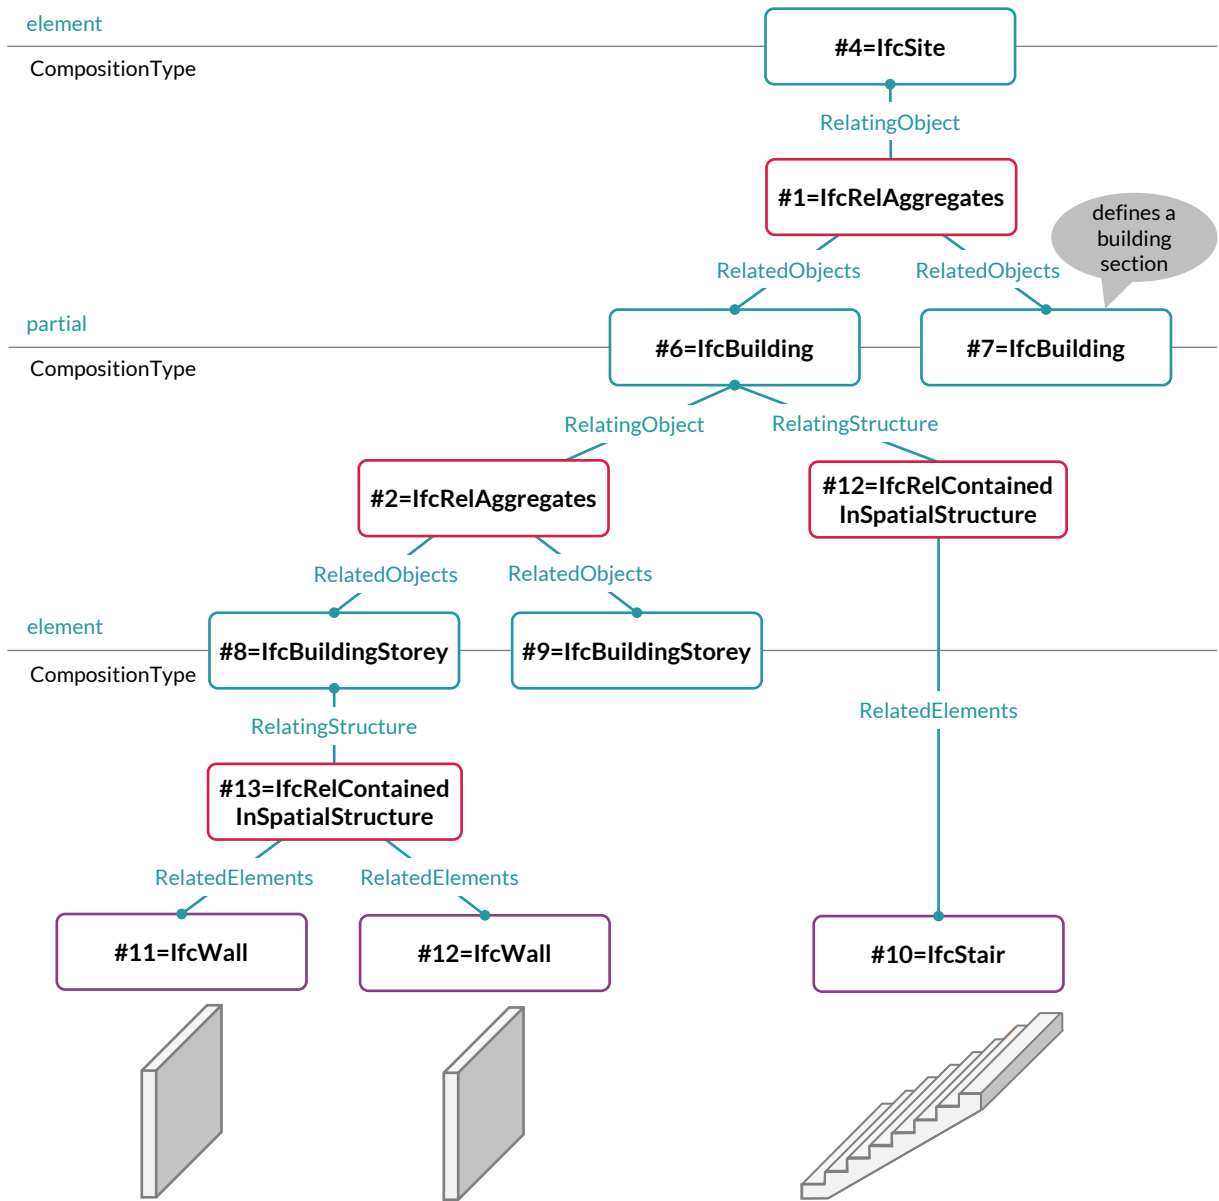 element
#4=IfcSite
CompositionType
RelatingObject
#1=IfcRelAggregates
defines a
building
section
RelatedObjects
RelatedObjects
partial
#6=IfcBuilding
#7=IfcBuilding
CompositionType
RelatingObject
RelatingStructure
#2=IfcRelAggregates
#12=IfcRelContained
InSpatialStructure
RelatedObjects
RelatedObjects
element
#8=IfcBuildingStorey
#9=IfcBuildingStorey
CompositionType
RelatedElements
RelatingStructure
#13=IfcRelContained
InSpatialStructure
RelatedElements
RelatedElements
#11=IfcWall
#12=IfcWall
#10=IfcStair